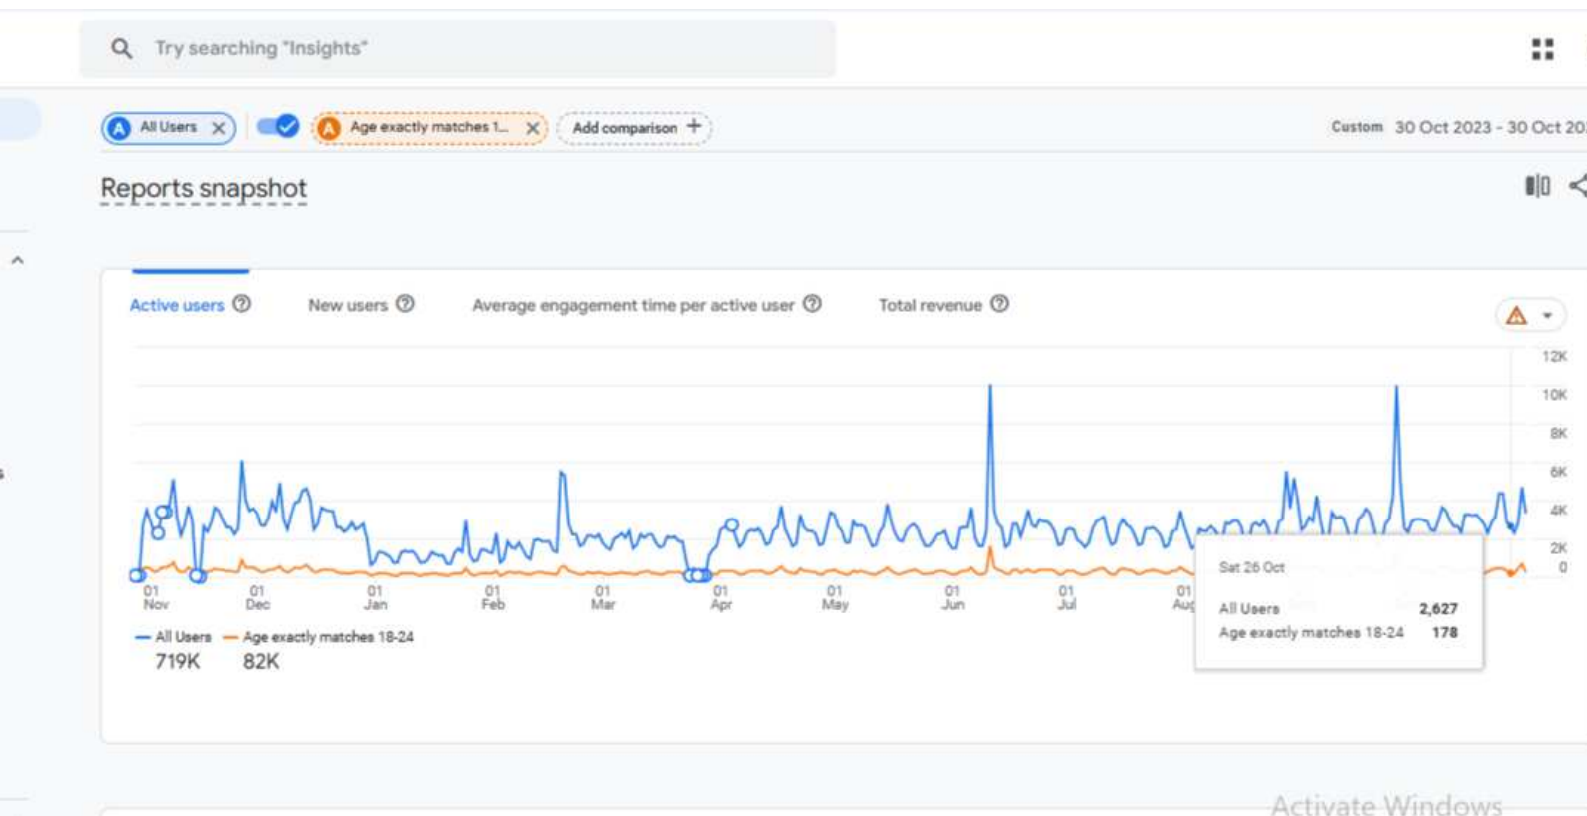 Try searching "Insights"
All Users
Age exactly matches 1...
Add comparison +
Custom 30 Oct 2023 - 30 Oct 20
Reports snapshot
Active users
New users
Average engagement time per active user
Total revenue
12K
10K
8K
6K
4K
2K
0
01 Nov
01 Dec
01 Jan
01 Feb
01 Mar
01 Apr
01 May
01 Jun
01 Jul
01 Aug
Sat 26 Oct
All Users 2,627
Age exactly matches 18-24 178
All Users
719K
Age exactly matches 18-24
82K
Activate Windows